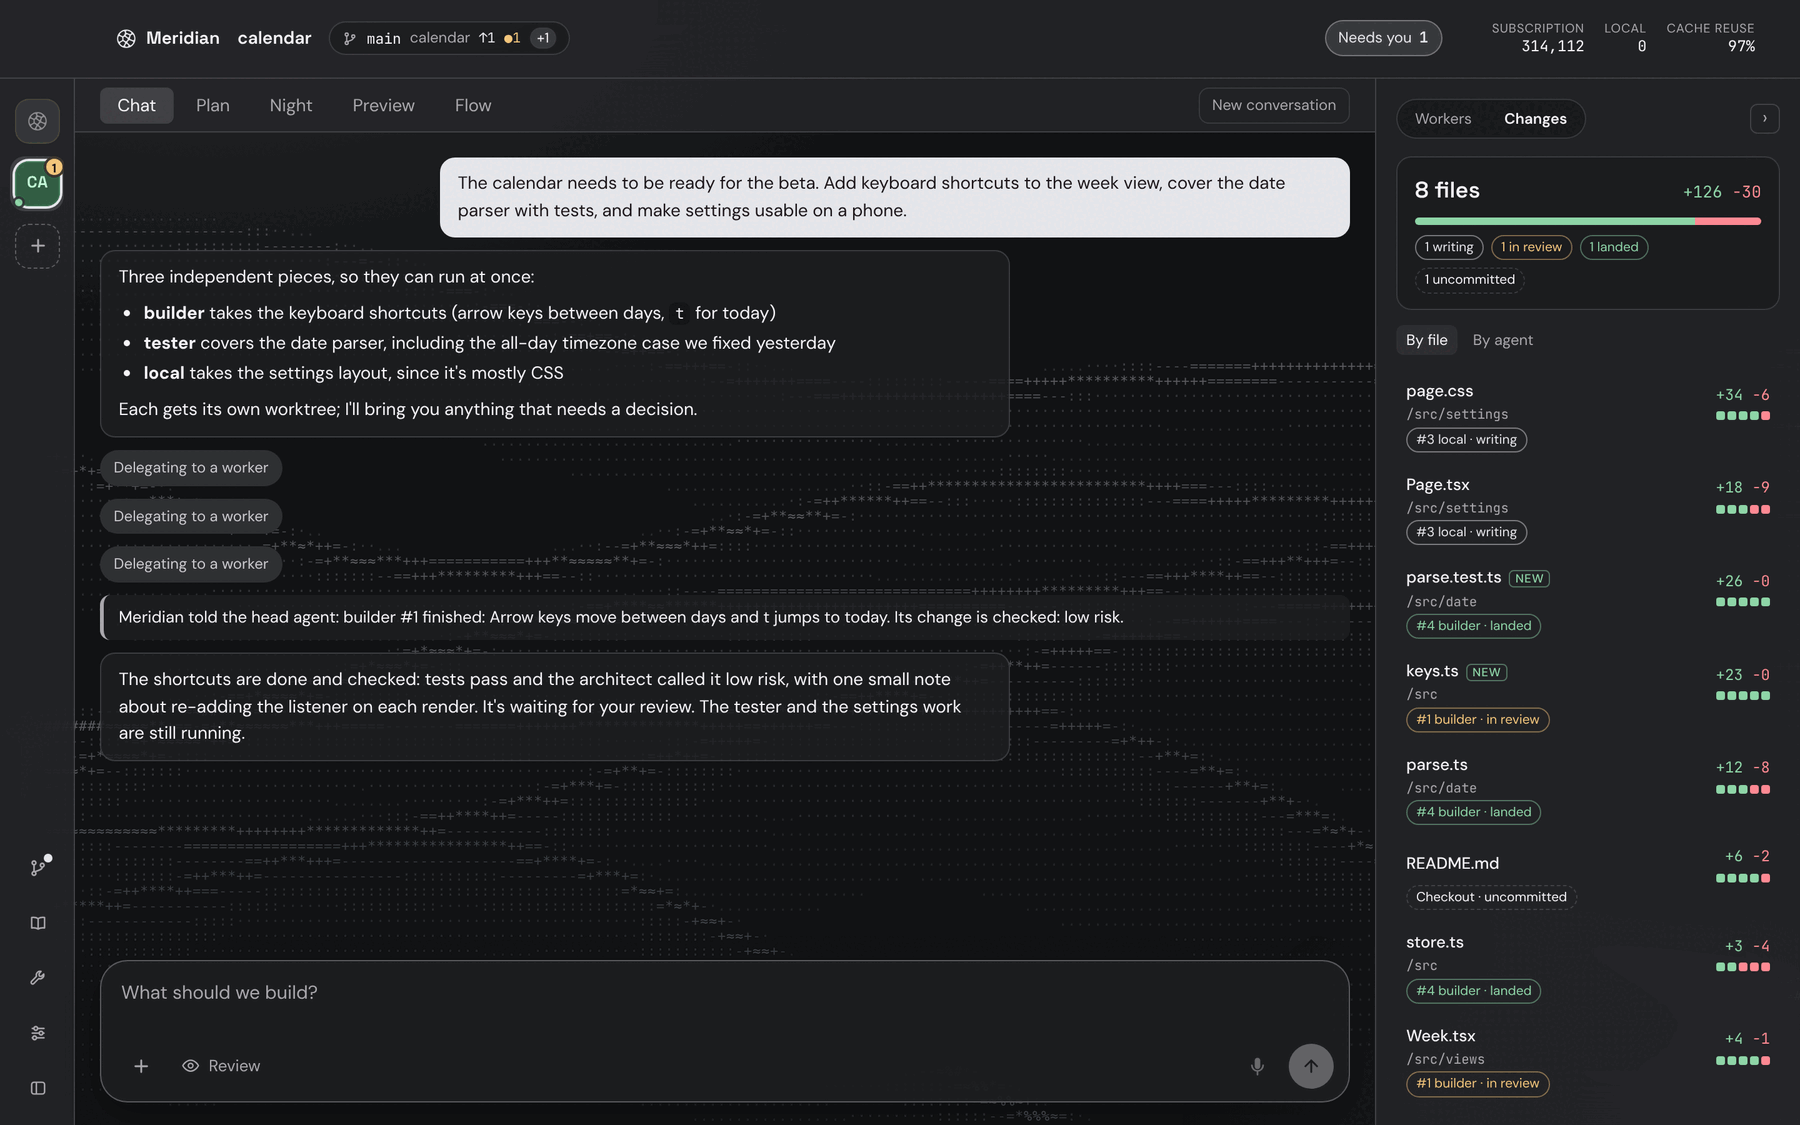 Meridian calendar
main calendar ↑1 ●1 +1
Needs you 1
SUBSCRIPTION
314,112
LOCAL
0
CACHE REUSE
97%
CA
1
Chat
Plan
Night
Preview
Flow
New conversation
The calendar needs to be ready for the beta. Add keyboard shortcuts to the week view, cover the date
parser with tests, and make settings usable on a phone.
Three independent pieces, so they can run at once:
• builder takes the keyboard shortcuts (arrow keys between days, t for today)
• tester covers the date parser, including the all-day timezone case we fixed yesterday
• local takes the settings layout, since it's mostly CSS
Each gets its own worktree; I'll bring you anything that needs a decision.
Delegating to a worker
Delegating to a worker
Delegating to a worker
Meridian told the head agent: builder #1 finished: Arrow keys move between days and t jumps to today. Its change is checked: low risk.
The shortcuts are done and checked: tests pass and the architect called it low risk, with one small note
about re-adding the listener on each render. It's waiting for your review. The tester and the settings work
are still running.
What should we build?
Review
Workers
Changes
8 files
+126 -30
1 writing
1 in review
1 landed
1 uncommitted
By file
By agent
page.css
+34 -6
/src/settings
#3 local · writing
Page.tsx
+18 -9
/src/settings
#3 local · writing
parse.test.ts NEW
+26 -0
/src/date
#4 builder · landed
keys.ts NEW
+23 -0
/src
#1 builder · in review
parse.ts
+12 -8
/src/date
#4 builder · landed
README.md
+6 -2
Checkout · uncommitted
store.ts
+3 -4
/src
#4 builder · landed
Week.tsx
+4 -1
/src/views
#1 builder · in review